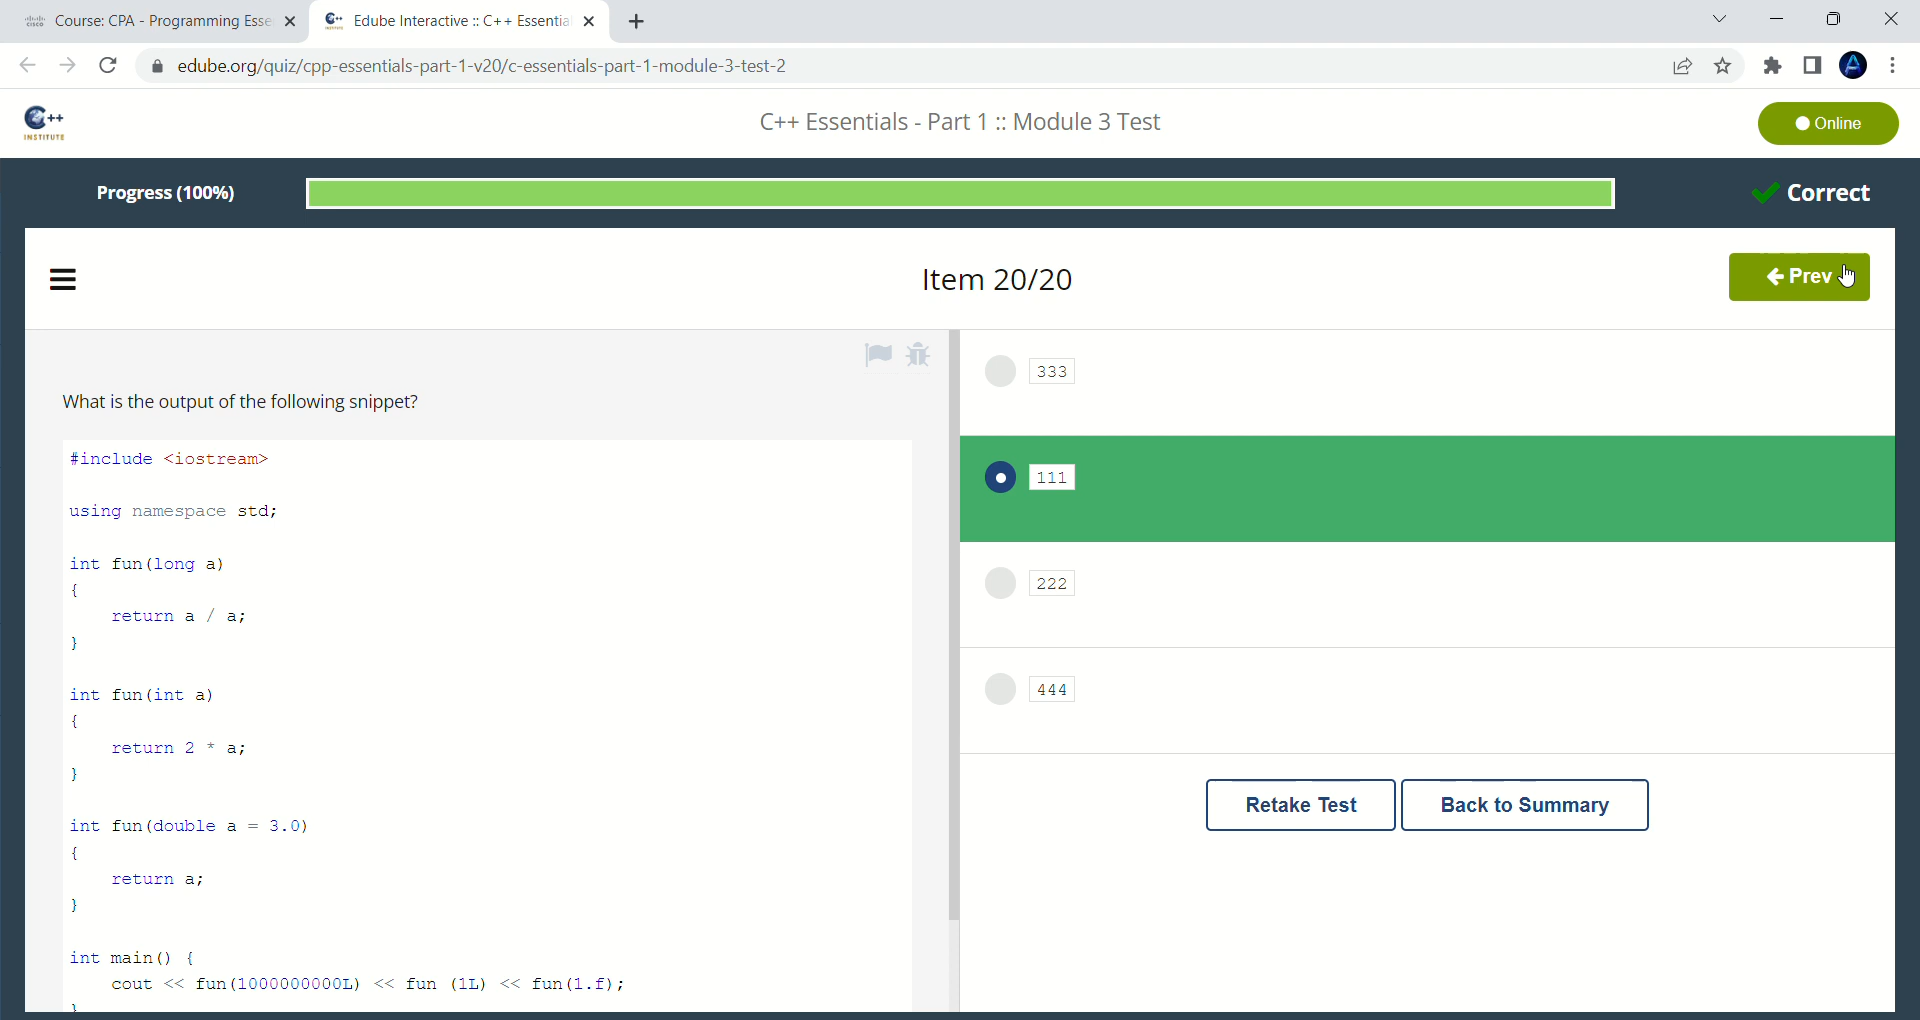 Course: CPA - Programming Esse
Edube Interactive :: C++ Essentia
edube.org/quiz/cpp-essentials-part-1-v20/c-essentials-part-1-module-3-test-2
C++
INSTITUTE
C++ Essentials - Part 1 :: Module 3 Test
Online
Progress (100%)
Correct
Item 20/20
Prev
What is the output of the following snippet?
#include <iostream>
using namespace std;
int fun(long a)
{
    return a / a;
}
int fun(int a)
{
    return 2 * a;
}
int fun(double a = 3.0)
{
    return a;
}
int main() {
    cout << fun(1000000000L) << fun (1L) << fun(1.f);
}
333
111
222
444
Retake Test
Back to Summary